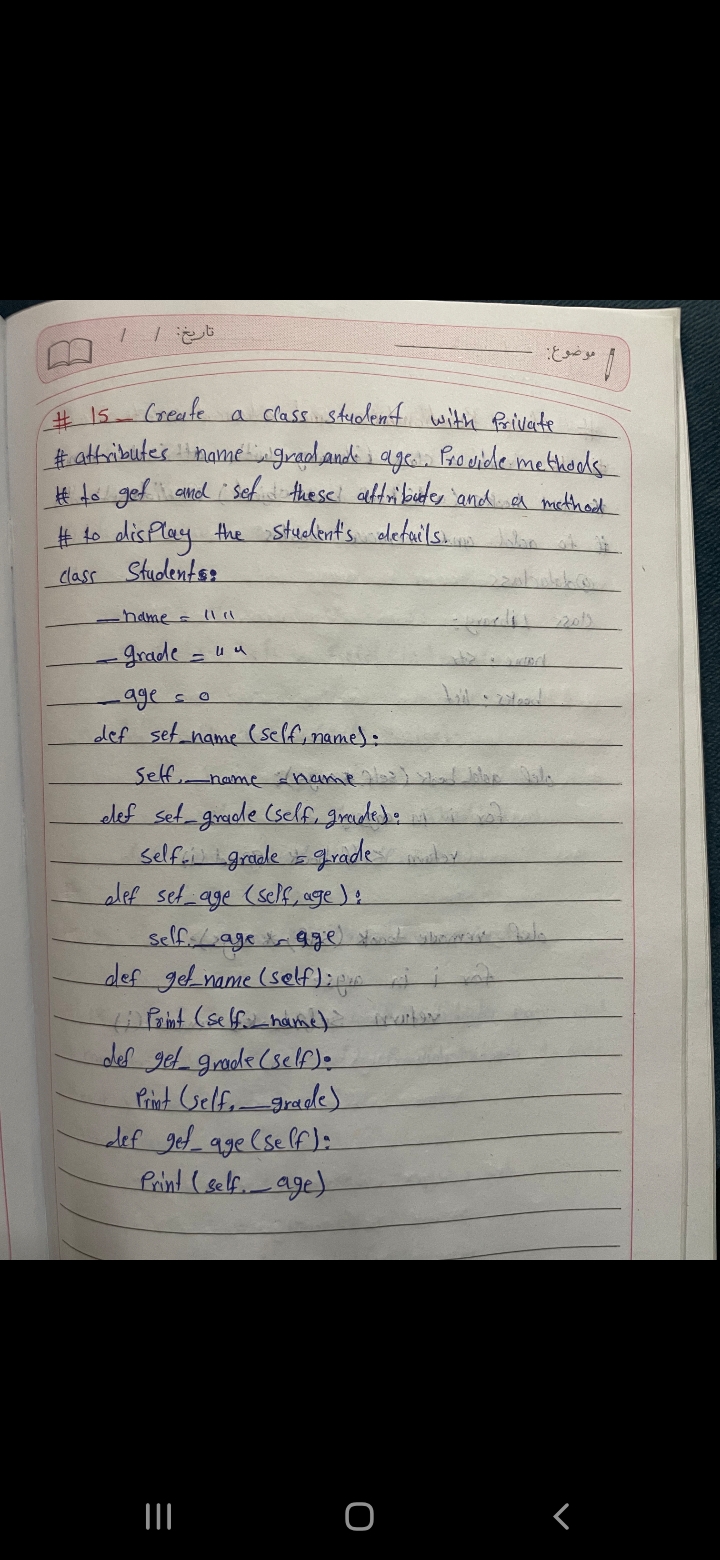 تاريخ: / /
موضوع:
# 15 - Create a class student with Private
# attributes name, grad, and age. Provide methods
# to get and set these attributes and a method
# to display the student's details.
class Students:
__name = ""
__grade = ""
__age = 0
def set_name (self, name):
self.__name = name
def set_grade (self, grade):
self.__grade = grade
def set_age (self, age):
self.__age = age
def get_name (self):
Print (self.__name)
def get_grade (self):
Print (self.__grade)
def get_age (self):
Print (self.__age)